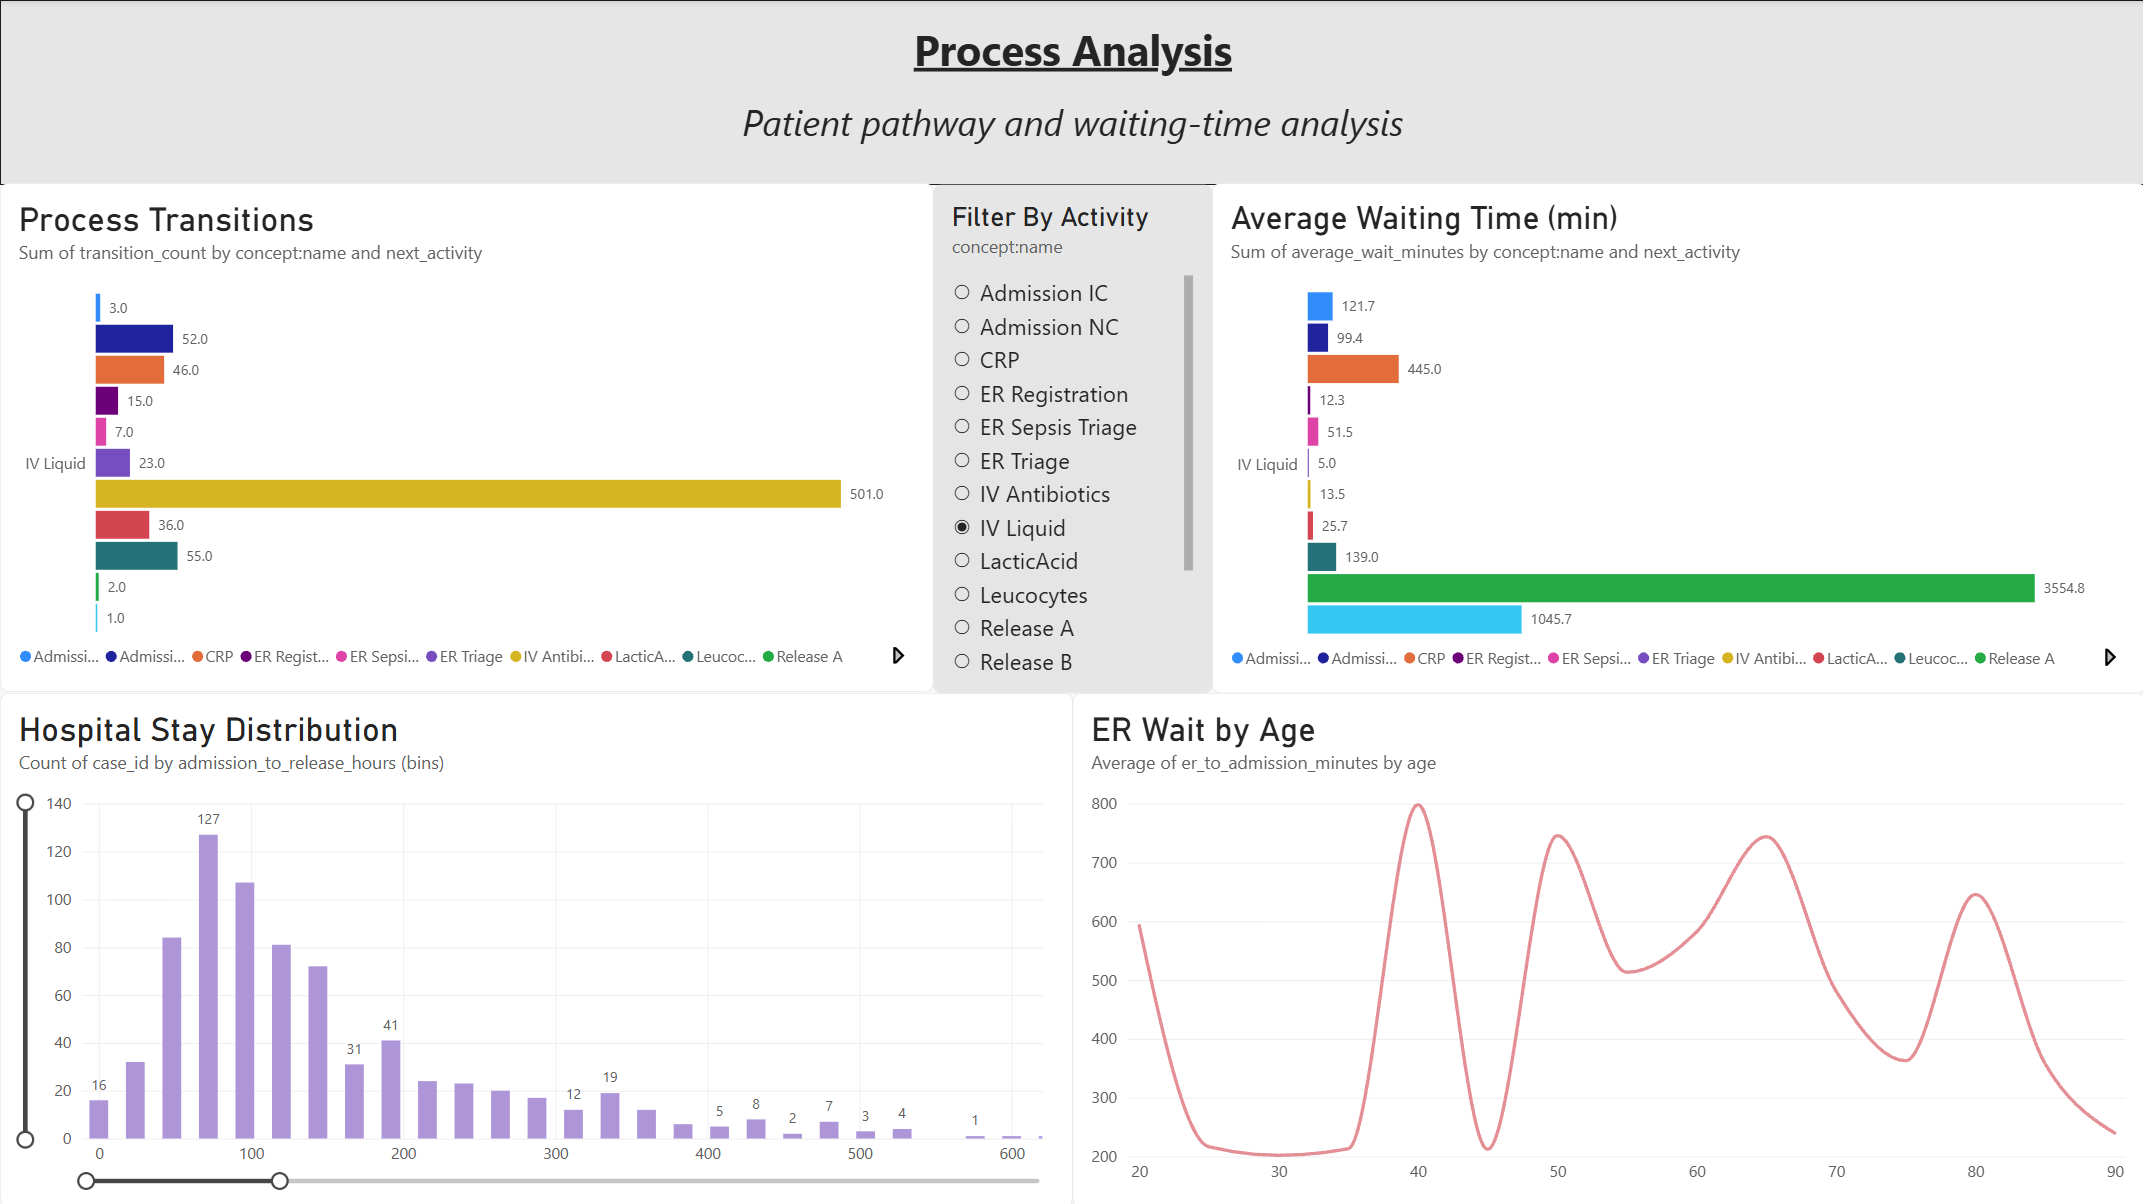 Process Analysis
Patient pathway and waiting-time analysis
Process Transitions
Sum of transition_count by concept:name and next_activity
3.0
52.0
46.0
15.0
7.0
IV Liquid
23.0
501.0
36.0
55.0
2.0
1.0
Admissi... Admissi... CRP ER Regist... ER Sepsi... ER Triage IV Antibi... LacticA... Leucoc... Release A
Filter By Activity
concept:name
Admission IC
Admission NC
CRP
ER Registration
ER Sepsis Triage
ER Triage
IV Antibiotics
IV Liquid
LacticAcid
Leucocytes
Release A
Release B
Average Waiting Time (min)
Sum of average_wait_minutes by concept:name and next_activity
121.7
99.4
445.0
12.3
51.5
IV Liquid
5.0
13.5
25.7
139.0
3554.8
1045.7
Admissi... Admissi... CRP ER Regist... ER Sepsi... ER Triage IV Antibi... LacticA... Leucoc... Release A
Hospital Stay Distribution
Count of case_id by admission_to_release_hours (bins)
140
120
100
80
60
40
20
0
16
127
31
41
12
19
5
8
2
7
3
4
1
0 100 200 300 400 500 600
ER Wait by Age
Average of er_to_admission_minutes by age
800
700
600
500
400
300
200
20 30 40 50 60 70 80 90